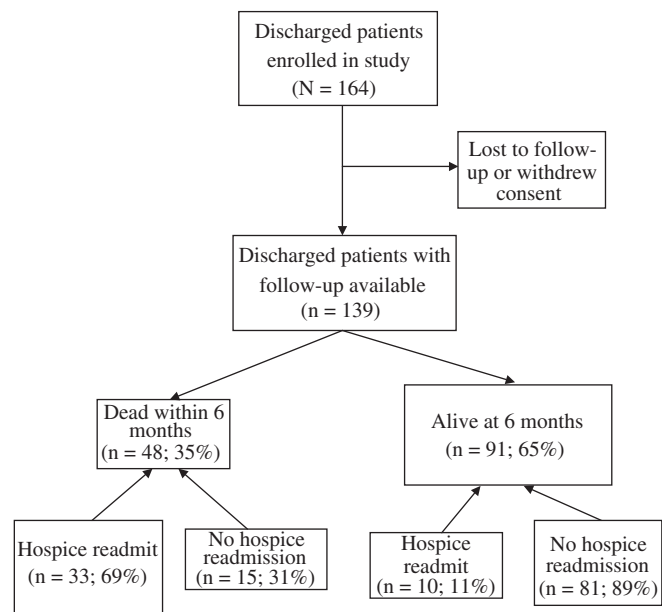 Discharged patients
enrolled in study
(N = 164)
Lost to follow-
up or withdrew
consent
Discharged patients with
follow-up available
(n = 139)
Dead within 6
months
(n = 48; 35%)
Alive at 6 months
(n = 91; 65%)
Hospice readmit
(n = 33; 69%)
No hospice
readmission
(n = 15; 31%)
Hospice
readmit
(n = 10; 11%)
No hospice
readmission
(n = 81; 89%)